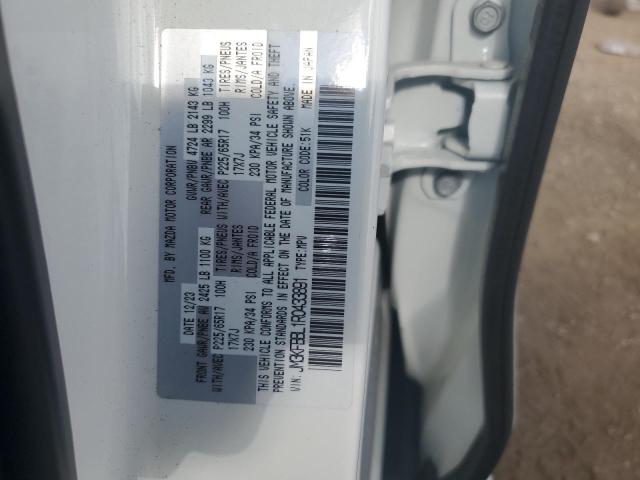 MFD. BY MAZDA MOTOR CORPORATION
DATE 12/23 GVWR/PNBV 4724 LB 2143 KG
FRONT GAWR/PNBE AV 2425 LB 1100 KG REAR GAWR/PNBE AR 2299 LB 1043 KG
WITH/AVEC P225/65R17 100H TIRES/PNEUS WITH/AVEC P225/65R17 100H TIRES/PNEUS
17X7J RIMS/JANTES 17X7J RIMS/JANTES
230 KPA/34 PSI COLD/A FROID 230 KPA/34 PSI COLD/A FROID
THIS VEHICLE CONFORMS TO ALL APPLICABLE FEDERAL MOTOR VEHICLE SAFETY AND THEFT
PREVENTION STANDARDS IN EFFECT ON THE DATE OF MANUFACTURE SHOWN ABOVE.
VIN: JM3KFBBL1R0433891 TYPE: MPV COLOR CODE: 51K MADE IN JAPAN